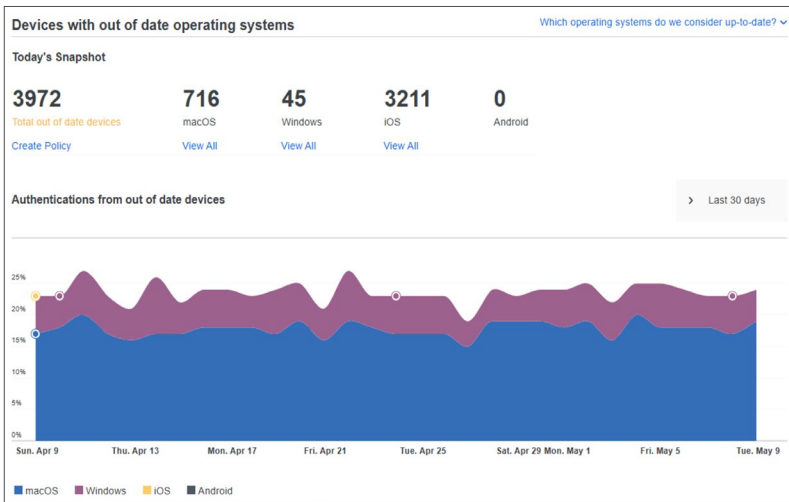 Devices with out of date operating systems
Which operating systems do we consider up-to-date?
Today's Snapshot
3972 716 45 3211 0
Total out of date devices macOS Windows iOS Android
Create Policy View All View All View All
Authentications from out of date devices
Last 30 days
25%
20%
15%
10%
5%
0%
Sun. Apr 9 Thu. Apr 13 Mon. Apr 17 Fri. Apr 21 Tue. Apr 25 Sat. Apr 29 Mon. May 1 Fri. May 5 Tue. May 9
macOS Windows iOS Android